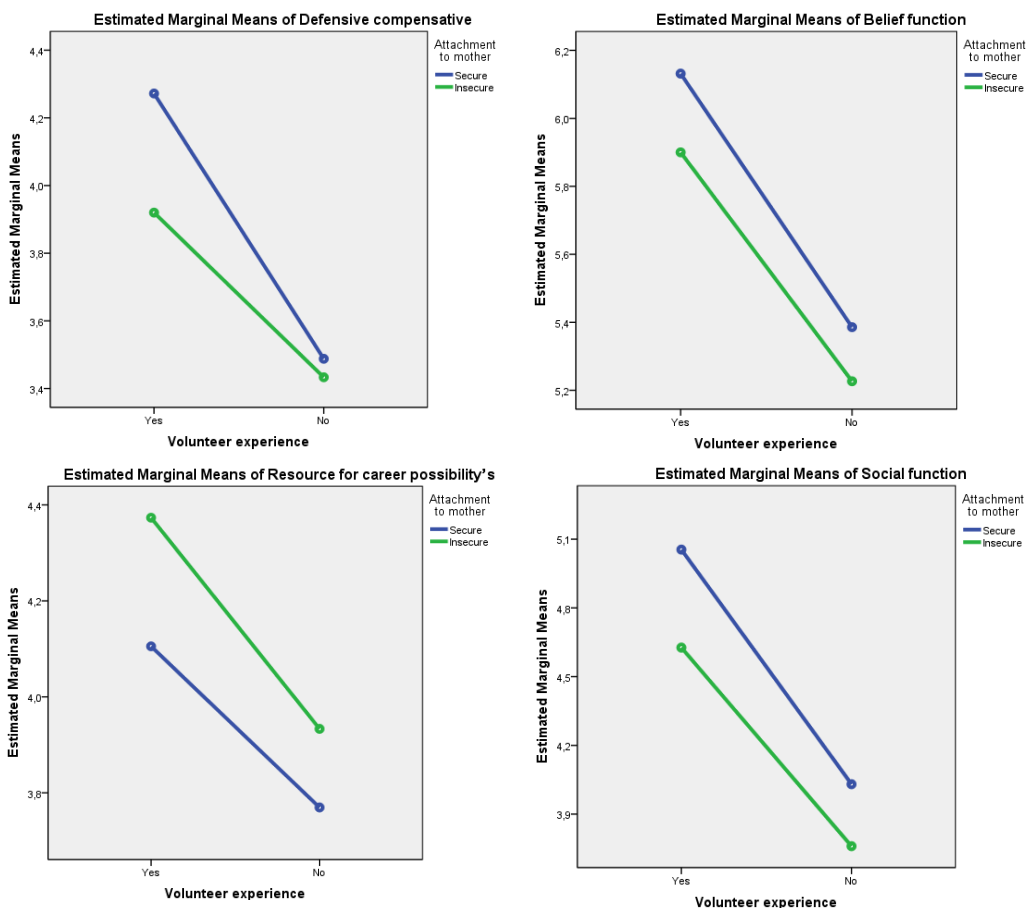 Estimated Marginal Means of Defensive compensative
Attachment
to mother
Secure
Insecure
Estimated Marginal Means
4,4
4,2
4,0
3,8
3,6
3,4
Yes
No
Volunteer experience
Estimated Marginal Means of Belief function
Attachment
to mother
Secure
Insecure
Estimated Marginal Means
6,2
6,0
5,8
5,6
5,4
5,2
Yes
No
Volunteer experience
Estimated Marginal Means of Resource for career possibility's
Attachment
to mother
Secure
Insecure
Estimated Marginal Means
4,4
4,2
4,0
3,8
Yes
No
Volunteer experience
Estimated Marginal Means of Social function
Attachment
to mother
Secure
Insecure
Estimated Marginal Means
5,1
4,8
4,5
4,2
3,9
Yes
No
Volunteer experience